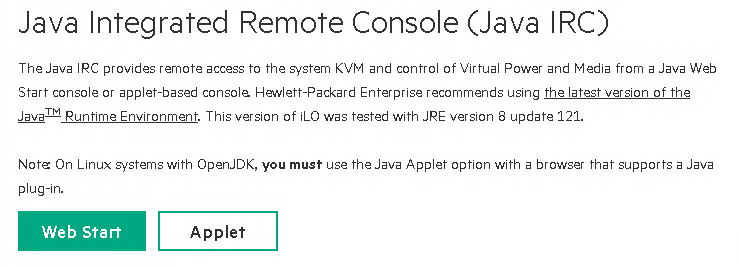 Java Integrated Remote Console (Java IRC)
The Java IRC provides remote access to the system KVM and control of Virtual Power and Media from a Java Web
Start console or applet-based console. Hewlett-Packard Enterprise recommends using the latest version of the
Java™ Runtime Environment. This version of iLO was tested with JRE version 8 update 121.
Note: On Linux systems with OpenJDK, you must use the Java Applet option with a browser that supports a Java
plug-in.
Web Start
Applet